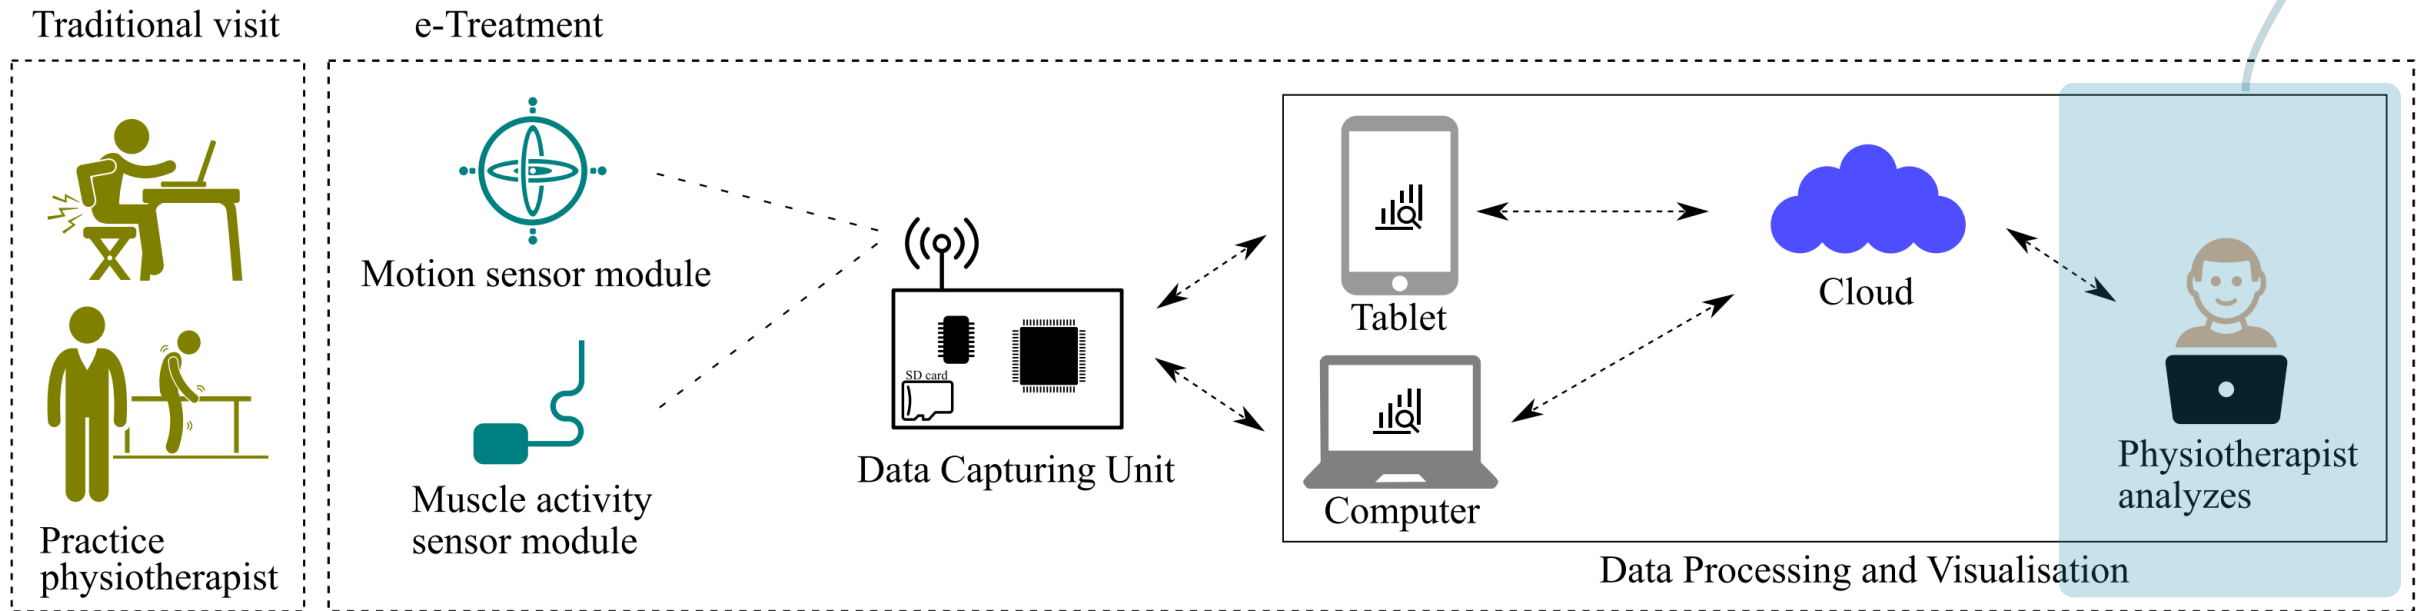 Traditional visit
e-Treatment
Practice
physiotherapist
Motion sensor module
Muscle activity
sensor module
SD card
Data Capturing Unit
Tablet
Computer
Cloud
Physiotherapist
analyzes
Data Processing and Visualisation